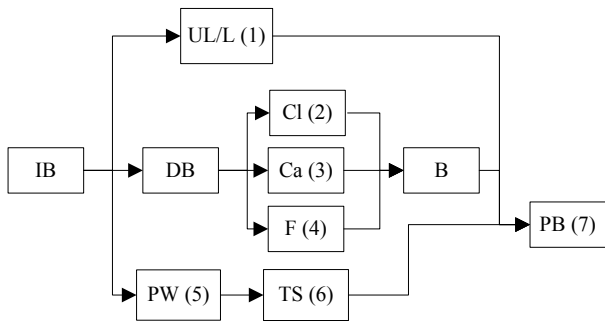 UL/L (1)
Cl (2)
IB
DB
Ca (3)
B
F (4)
PB (7)
PW (5)
TS (6)